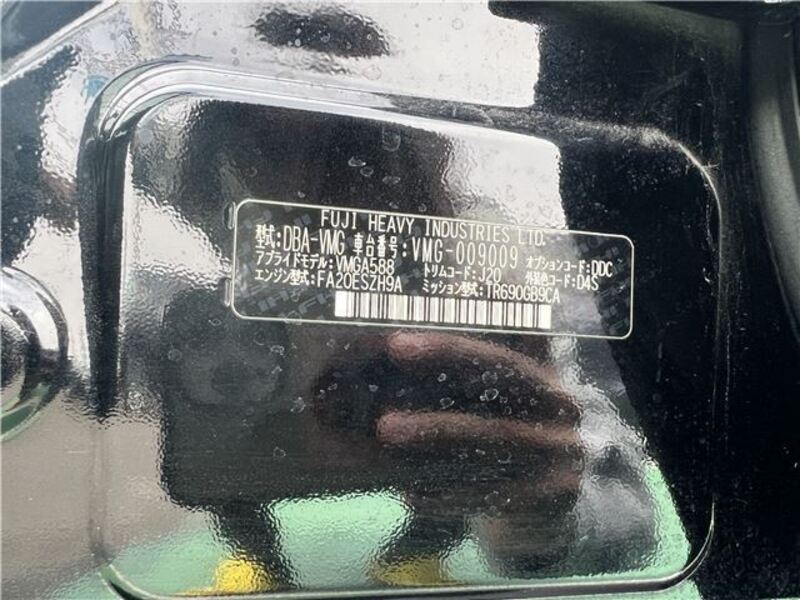 FUJI HEAVY INDUSTRIES LTD.
型式:DBA-VMG 車台番号:VMG-009009 オプションコード:DDC
アプライドモデル:VMGA588 トリムコード:J20 外装色コード:D4S
エンジン型式:FA20ESZH9A ミッション型式:TR690GB9CA